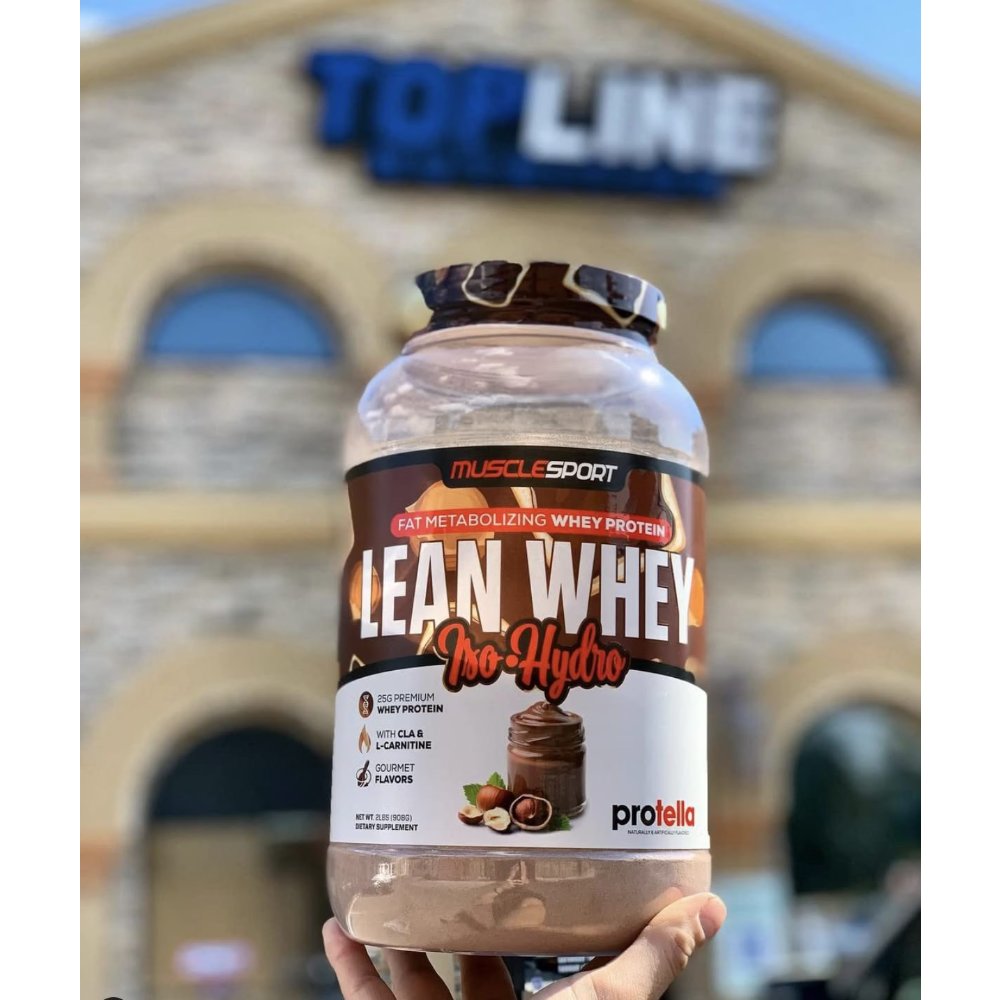 TOPLINE
MUSCLESPORT
FAT METABOLIZING WHEY PROTEIN
LEAN WHEY
Iso•Hydro
25G PREMIUM
WHEY PROTEIN
WITH CLA &
L-CARNITINE
GOURMET
FLAVORS
NET WT. 2LBS (908G)
DIETARY SUPPLEMENT
protella
NATURALLY & ARTIFICIALLY FLAVORED